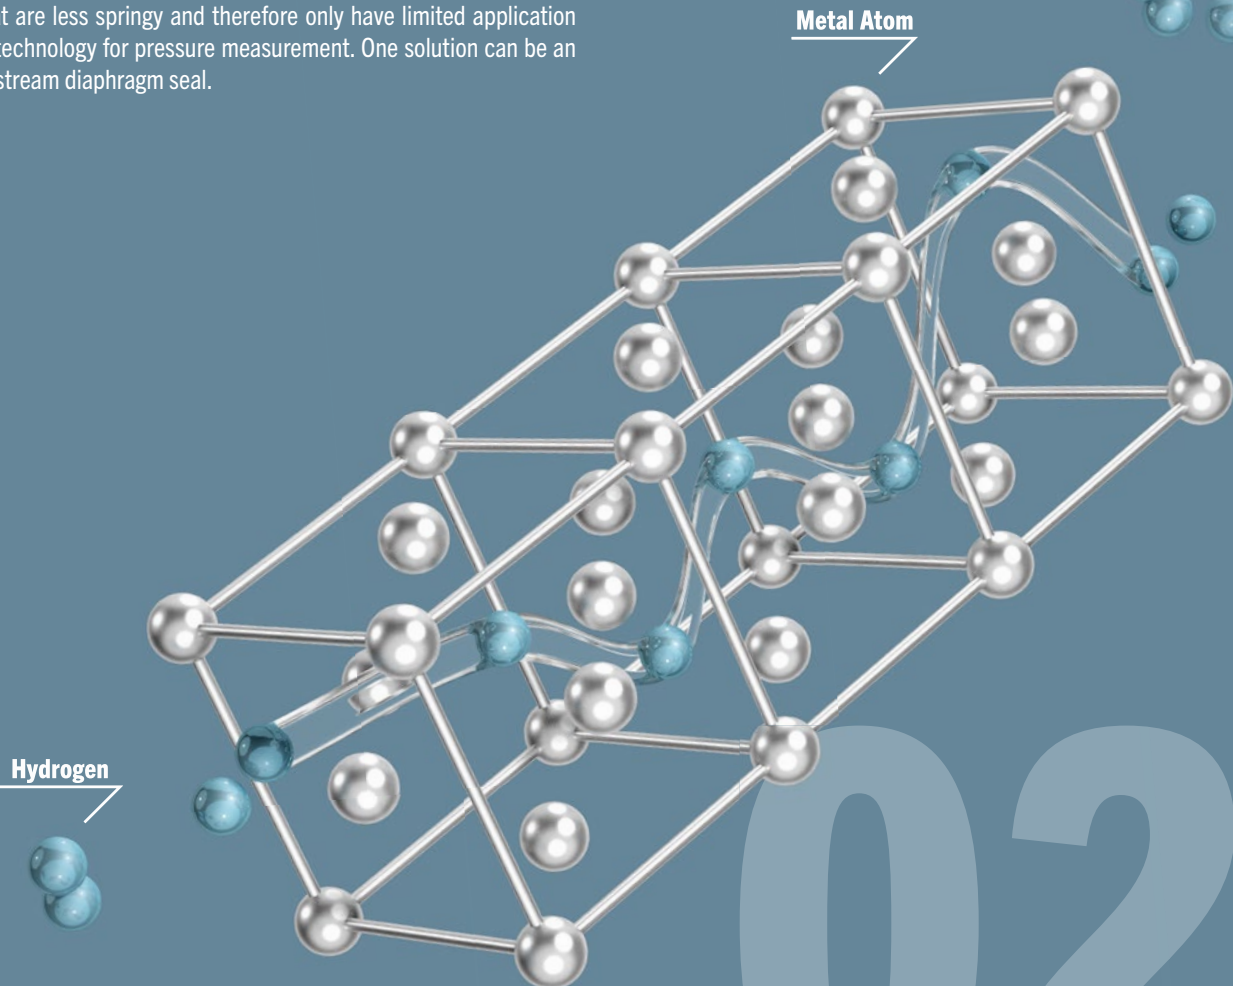 are less springy and therefore only have limited application
technology for pressure measurement. One solution can be an
stream diaphragm seal.
Metal Atom
Hydrogen
02